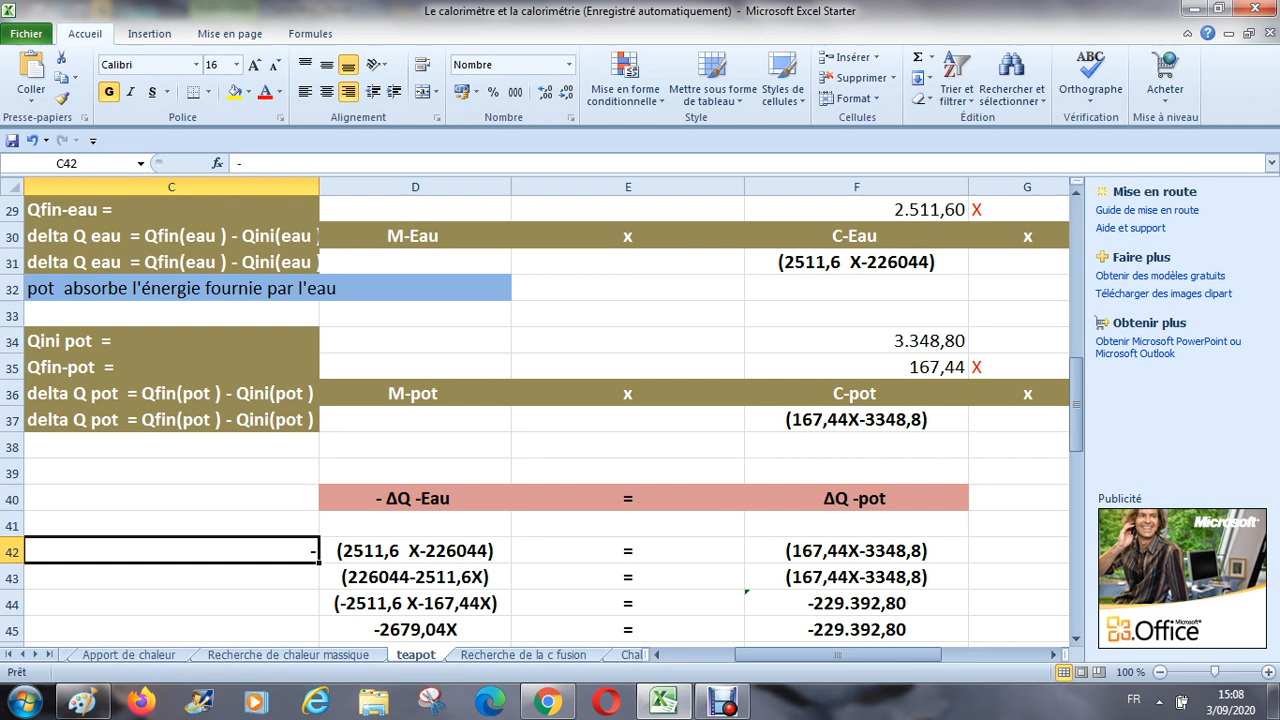 Le calorimètre et la calorimétrie (Enregistré automatiquement) - Microsoft Excel Starter
Fichier Accueil Insertion Mise en page Formules
Coller
Presse-papiers
Calibri 16
G I S
Police
Alignement
Nombre
% 000
Nombre
Mise en forme conditionnelle
Mettre sous forme de tableau
Styles de cellules
Style
Insérer
Supprimer
Format
Cellules
Σ
Trier et filtrer
Rechercher et sélectionner
Édition
ABC
Orthographe
Vérification
Acheter
Mise à niveau
C42 fx -
C D E F G
29 Qfin-eau = 2.511,60 X
30 delta Q eau = Qfin(eau ) - Qini(eau ) M-Eau x C-Eau x
31 delta Q eau = Qfin(eau ) - Qini(eau ) (2511,6 X-226044)
32 pot absorbe l'énergie fournie par l'eau
33
34 Qini pot = 3.348,80
35 Qfin-pot = 167,44 X
36 delta Q pot = Qfin(pot ) - Qini(pot ) M-pot x C-pot x
37 delta Q pot = Qfin(pot ) - Qini(pot ) (167,44X-3348,8)
38
39
40 - ΔQ -Eau = ΔQ -pot
41
42 - (2511,6 X-226044) = (167,44X-3348,8)
43 (226044-2511,6X) = (167,44X-3348,8)
44 (-2511,6 X-167,44X) = -229.392,80
45 -2679,04X = -229.392,80
Mise en route
Guide de mise en route
Aide et support
Faire plus
Obtenir des modèles gratuits
Télécharger des images clipart
Obtenir plus
Obtenir Microsoft PowerPoint ou
Microsoft Outlook
Publicité
Microsoft
Office
Apport de chaleur Recherche de chaleur massique teapot Recherche de la c fusion Chal
Prêt 100 %
FR 15:08
3/09/2020